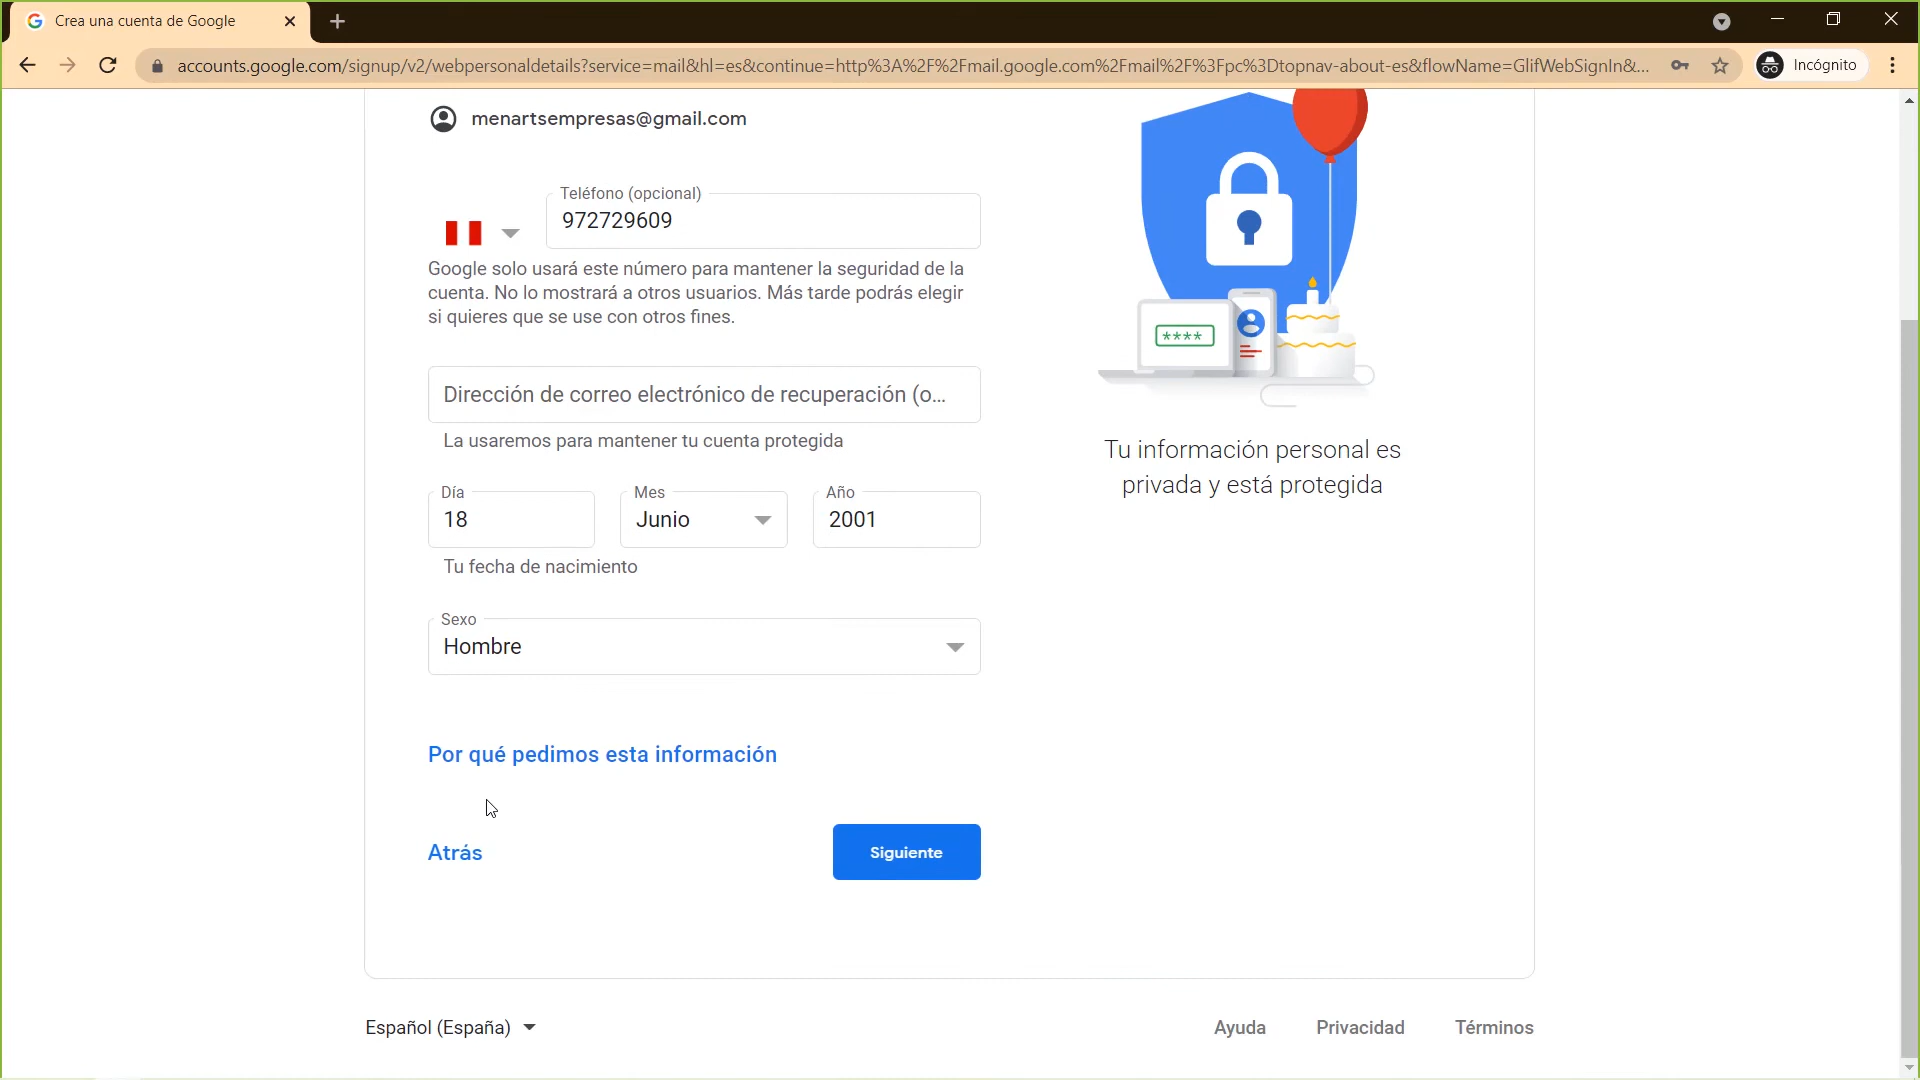 Crea una cuenta de Google
accounts.google.com/signup/v2/webpersonaldetails?service=mail&hl=es&continue=http%3A%2F%2Fmail.google.com%2Fmail%2F%3Fpc%3Dtopnav-about-es&flowName=GlifWebSignIn&...
Incógnito
menartsempresas@gmail.com
Teléfono (opcional)
972729609
Google solo usará este número para mantener la seguridad de la
cuenta. No lo mostrará a otros usuarios. Más tarde podrás elegir
si quieres que se use con otros fines.
****
Dirección de correo electrónico de recuperación (o...
La usaremos para mantener tu cuenta protegida
Tu información personal es
privada y está protegida
Día
18
Mes
Junio
Año
2001
Tu fecha de nacimiento
Sexo
Hombre
Por qué pedimos esta información
Atrás
Siguiente
Español (España)
Ayuda
Privacidad
Términos